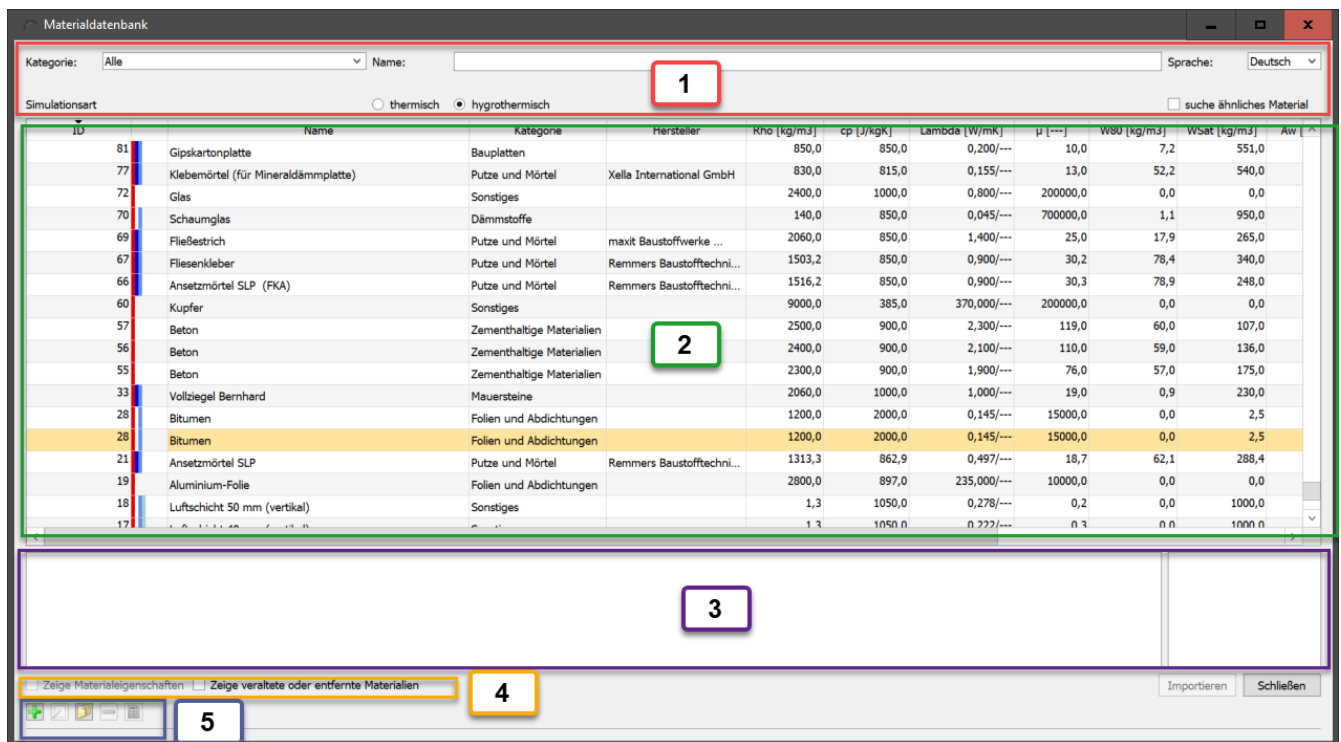 Materialdatenbank
Kategorie: Alle Name: Sprache: Deutsch
1
Simulationsart thermisch hygrothermisch suche ähnliches Material
ID Name Kategorie Hersteller Rho [kg/m3] cp [J/kgK] Lambda [W/mK] µ [---] W80 [kg/m3] WSat [kg/m3] Aw [
81 Gipskartonplatte Bauplatten 850,0 850,0 0,200/--- 10,0 7,2 551,0
77 Klebemörtel (für Mineraldämmplatte) Putze und Mörtel Xella International GmbH 830,0 815,0 0,155/--- 13,0 52,2 540,0
72 Glas Sonstiges 2400,0 1000,0 0,800/--- 200000,0 0,0 0,0
70 Schaumglas Dämmstoffe 140,0 850,0 0,045/--- 700000,0 1,1 950,0
69 Fließestrich Putze und Mörtel maxit Baustoffwerke ... 2060,0 850,0 1,400/--- 25,0 17,9 265,0
67 Fliesenkleber Putze und Mörtel Remmers Baustofftechni... 1503,2 850,0 0,900/--- 30,2 78,4 340,0
66 Ansetzmörtel SLP (FKA) Putze und Mörtel Remmers Baustofftechni... 1516,2 850,0 0,900/--- 30,3 78,9 248,0
60 Kupfer Sonstiges 9000,0 385,0 370,000/--- 200000,0 0,0 0,0
57 Beton Zementhaltige Materialien 2500,0 900,0 2,300/--- 119,0 60,0 107,0
2
56 Beton Zementhaltige Materialien 2400,0 900,0 2,100/--- 110,0 59,0 136,0
55 Beton Zementhaltige Materialien 2300,0 900,0 1,900/--- 76,0 57,0 175,0
33 Vollziegel Bernhard Mauersteine 2060,0 1000,0 1,000/--- 19,0 0,9 230,0
28 Bitumen Folien und Abdichtungen 1200,0 2000,0 0,145/--- 15000,0 0,0 2,5
28 Bitumen Folien und Abdichtungen 1200,0 2000,0 0,145/--- 15000,0 0,0 2,5
21 Ansetzmörtel SLP Putze und Mörtel Remmers Baustofftechni... 1313,3 862,9 0,497/--- 18,7 62,1 288,4
19 Aluminium-Folie Folien und Abdichtungen 2800,0 897,0 235,000/--- 10000,0 0,0 0,0
18 Luftschicht 50 mm (vertikal) Sonstiges 1,3 1050,0 0,278/--- 0,2 0,0 1000,0
17 1,3 1050,0 0,222/--- 0,3 0,0 1000,0
3
Zeige Materialeigenschaften Zeige veraltete oder entfernte Materialien 4 Importieren Schließen
5